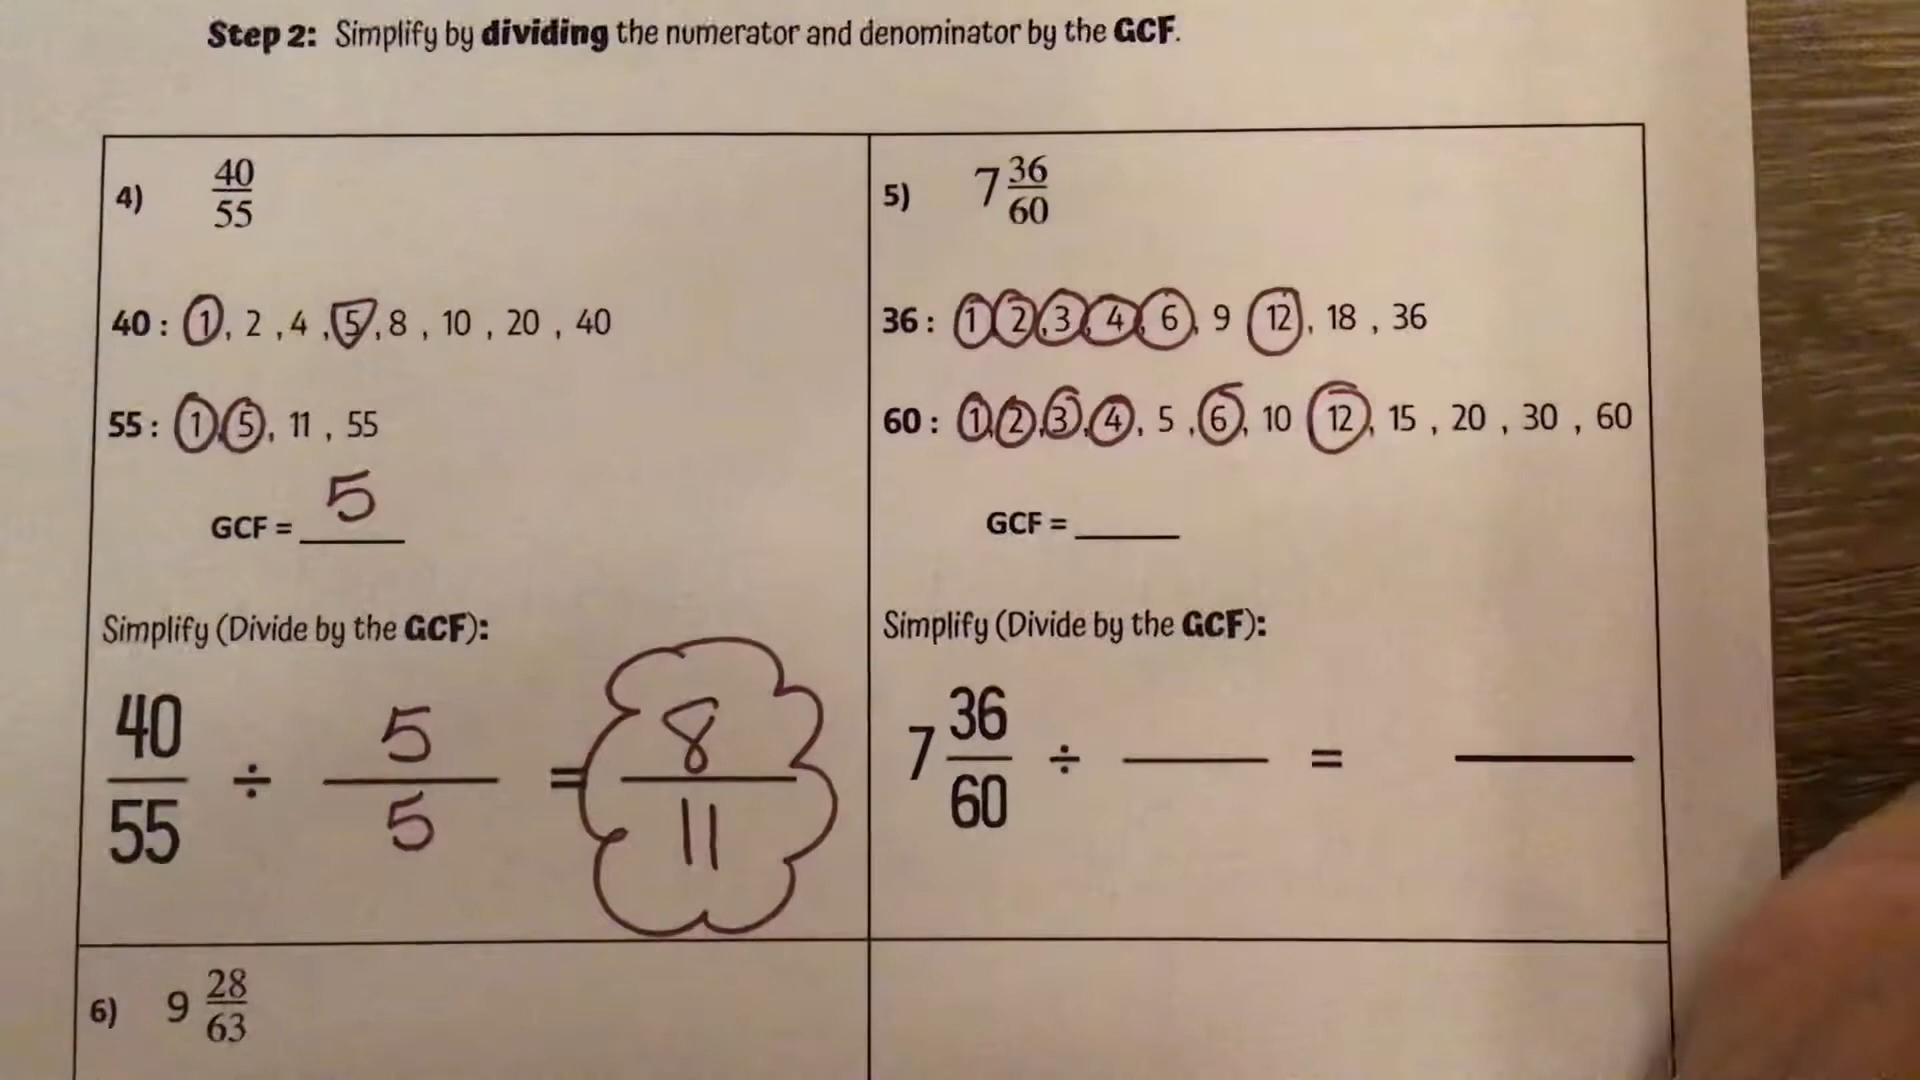 Step 2: Simplify by dividing the numerator and denominator by the GCF.
4) 40/55
40 : 1, 2 , 4 , 5, 8 , 10 , 20 , 40
55 : 1, 5, 11 , 55
GCF = 5
Simplify (Divide by the GCF):
40/55 ÷ 5/5 = 8/11
5) 7 36/60
36 : 1, 2, 3, 4, 6, 9 12, 18 , 36
60 : 1, 2, 3, 4, 5 , 6, 10 12, 15 , 20 , 30 , 60
GCF = ____
Simplify (Divide by the GCF):
7 36/60 ÷ ____ = ____
6) 9 28/63